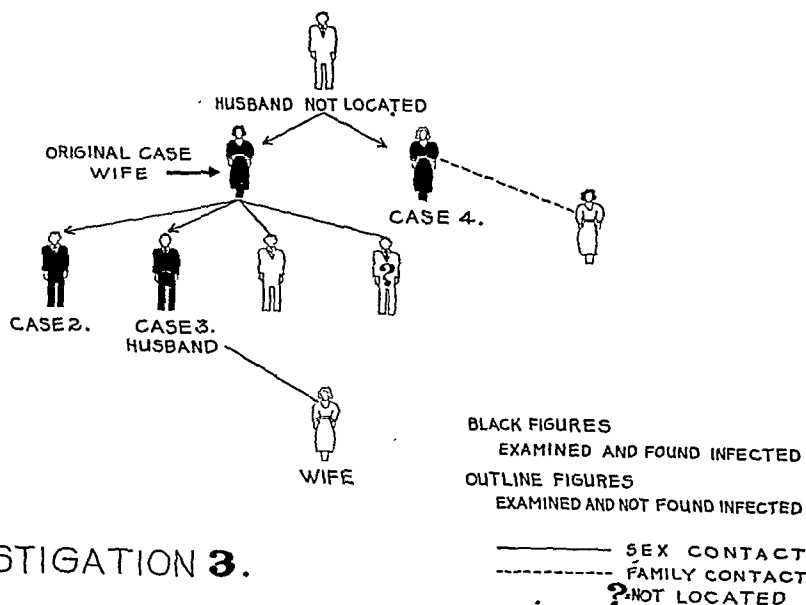 HUSBAND NOT LOCATED
ORIGINAL CASE
WIFE
CASE 4.
?
CASE 2.
CASE 3.
HUSBAND
WIFE
BLACK FIGURES
EXAMINED AND FOUND INFECTED
OUTLINE FIGURES
EXAMINED AND NOT FOUND INFECTED
STIGATION 3.
SEX CONTACT
FAMILY CONTACT
?=NOT LOCATED